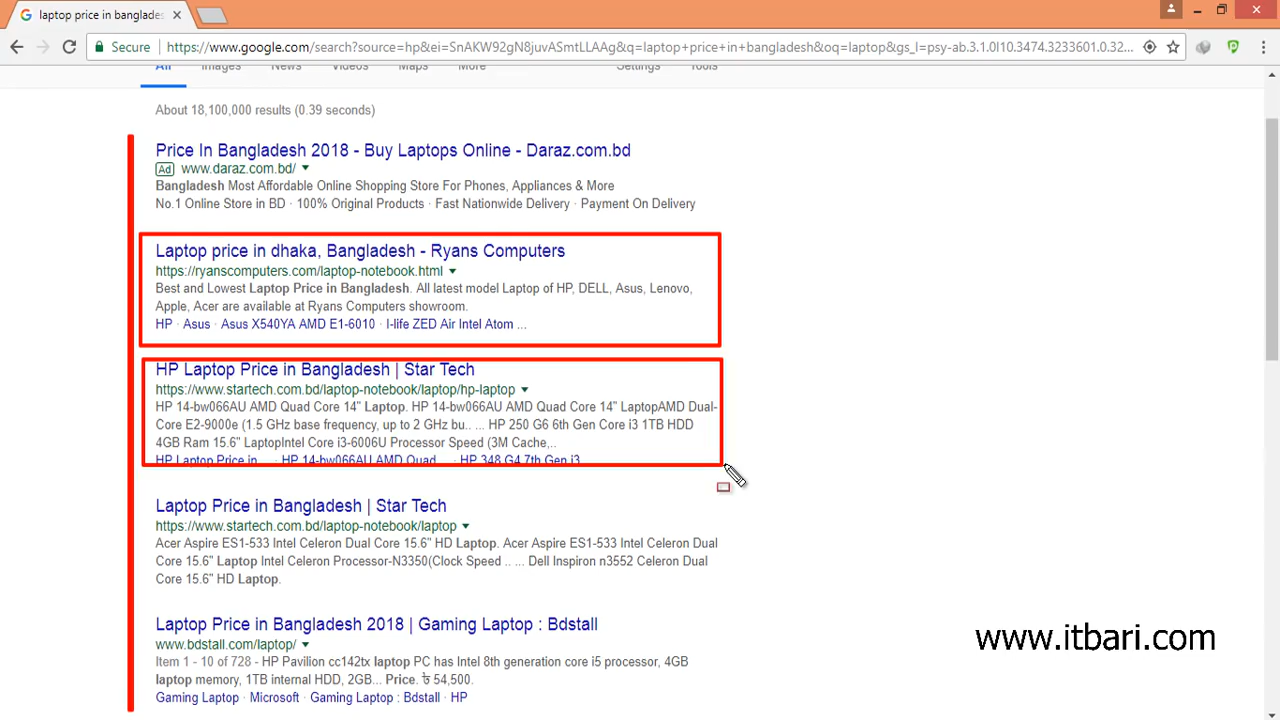 laptop price in banglades
Secure
https://www.google.com/search?source=hp&ei=SnAKW92gN8juvASmtLLAAg&q=laptop+price+in+bangladesh&oq=laptop&gs_l=psy-ab.3.1.0l10.3474.3233601.0.32...
All Images News Videos Maps More Settings Tools
About 18,100,000 results (0.39 seconds)
Price In Bangladesh 2018 - Buy Laptops Online - Daraz.com.bd
Ad www.daraz.com.bd/
Bangladesh Most Affordable Online Shopping Store For Phones, Appliances & More
No.1 Online Store in BD · 100% Original Products · Fast Nationwide Delivery · Payment On Delivery
Laptop price in dhaka, Bangladesh - Ryans Computers
https://ryanscomputers.com/laptop-notebook.html
Best and Lowest Laptop Price in Bangladesh. All latest model Laptop of HP, DELL, Asus, Lenovo,
Apple, Acer are available at Ryans Computers showroom.
HP · Asus · Asus X540YA AMD E1-6010 · I-life ZED Air Intel Atom ...
HP Laptop Price in Bangladesh | Star Tech
https://www.startech.com.bd/laptop-notebook/laptop/hp-laptop
HP 14-bw066AU AMD Quad Core 14" Laptop. HP 14-bw066AU AMD Quad Core 14" LaptopAMD Dual-
Core E2-9000e (1.5 GHz base frequency, up to 2 GHz bu.. ... HP 250 G6 6th Gen Core i3 1TB HDD
4GB Ram 15.6" LaptopIntel Core i3-6006U Processor Speed (3M Cache,..
HP Laptop Price in ... · HP 14-bw066AU AMD Quad ... · HP 348 G4 7th Gen i3 ...
Laptop Price in Bangladesh | Star Tech
https://www.startech.com.bd/laptop-notebook/laptop
Acer Aspire ES1-533 Intel Celeron Dual Core 15.6" HD Laptop. Acer Aspire ES1-533 Intel Celeron Dual
Core 15.6" Laptop Intel Celeron Processor-N3350(Clock Speed .. ... Dell Inspiron n3552 Celeron Dual
Core 15.6" HD Laptop.
Laptop Price in Bangladesh 2018 | Gaming Laptop : Bdstall
www.bdstall.com/laptop/
Item 1 - 10 of 728 - HP Pavilion cc142tx laptop PC has Intel 8th generation core i5 processor, 4GB
laptop memory, 1TB internal HDD, 2GB... Price. ৳ 54,500.
Gaming Laptop · Microsoft · Gaming Laptop : Bdstall · HP
www.itbari.com